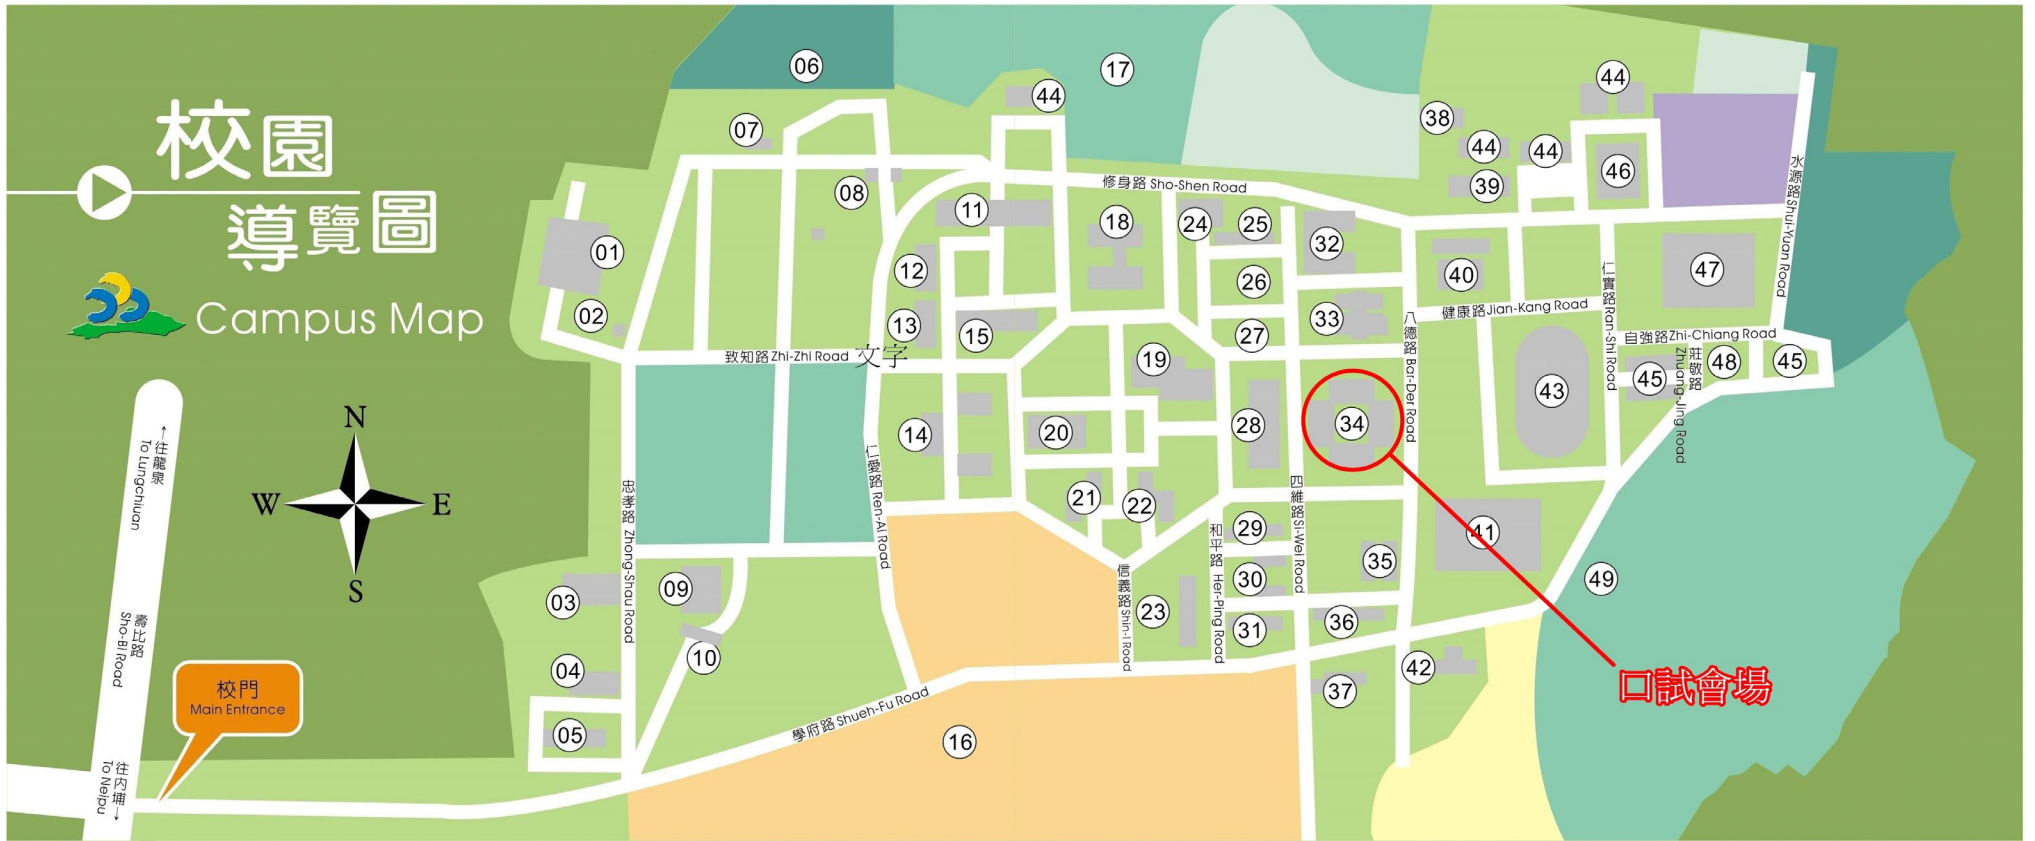 校園
導覽圖
Campus Map
N
W
E
S
←往龍泉
To Lungchiuan
壽比路
Sho-Bi Road
往內埔→
To Neipu
校門
Main Entrance
06
17
44
44
07
38
44
44
46
08
39
11
修身路 Sho-Shen Road
水源路 Shui-Yuan Road
18
24
25
32
01
12
26
40
47
仁實路 Ran-Shi Road
02
13
15
27
33
健康路 Jian-Kang Road
八德路 Bar-Der Road
自強路 Zhi-Chiang Road
致知路 Zhi-Zhi Road
文字
19
43
45
莊敬路
Zhuang-Jing Road
48
45
14
20
28
34
仁愛路 Ren-Ai Road
忠孝路 Zhong-Shau Road
21
22
四維路 Si-Wei Road
29
和平路 Her-Ping Road
41
35
03
09
信義路 Shin-I Road
30
49
23
31
36
04
10
42
37
口試會場
學府路 Shueh-Fu Road
05
16